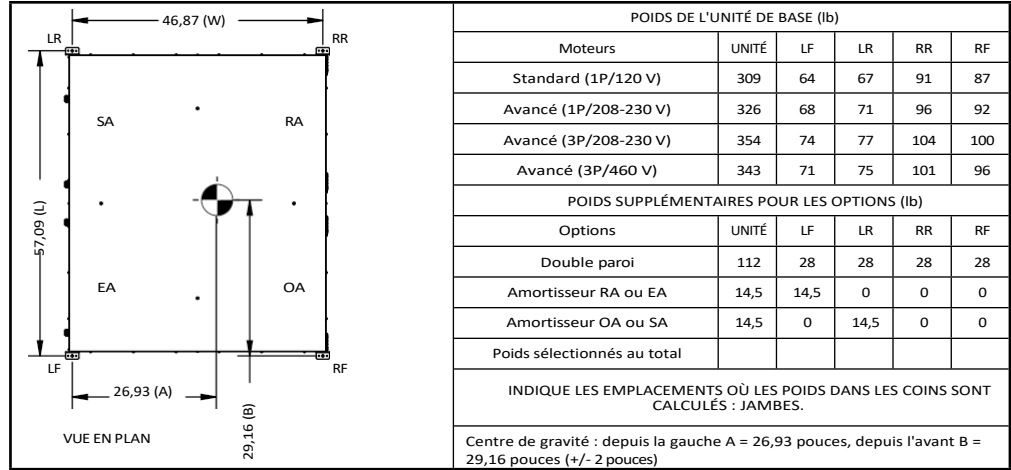 46,87 (W)
LR
RR
SA
RA
57,09 (L)
EA
OA
LF
RF
26,93 (A)
29,16 (B)
VUE EN PLAN
POIDS DE L'UNITÉ DE BASE (lb)
Moteurs UNITÉ LF LR RR RF
Standard (1P/120 V) 309 64 67 91 87
Avancé (1P/208-230 V) 326 68 71 96 92
Avancé (3P/208-230 V) 354 74 77 104 100
Avancé (3P/460 V) 343 71 75 101 96
POIDS SUPPLÉMENTAIRES POUR LES OPTIONS (lb)
Options UNITÉ LF LR RR RF
Double paroi 112 28 28 28 28
Amortisseur RA ou EA 14,5 14,5 0 0 0
Amortisseur OA ou SA 14,5 0 14,5 0 0
Poids sélectionnés au total
INDIQUE LES EMPLACEMENTS OÙ LES POIDS DANS LES COINS SONT
CALCULÉS : JAMBES.
Centre de gravité : depuis la gauche A = 26,93 pouces, depuis l'avant B =
29,16 pouces (+/- 2 pouces)